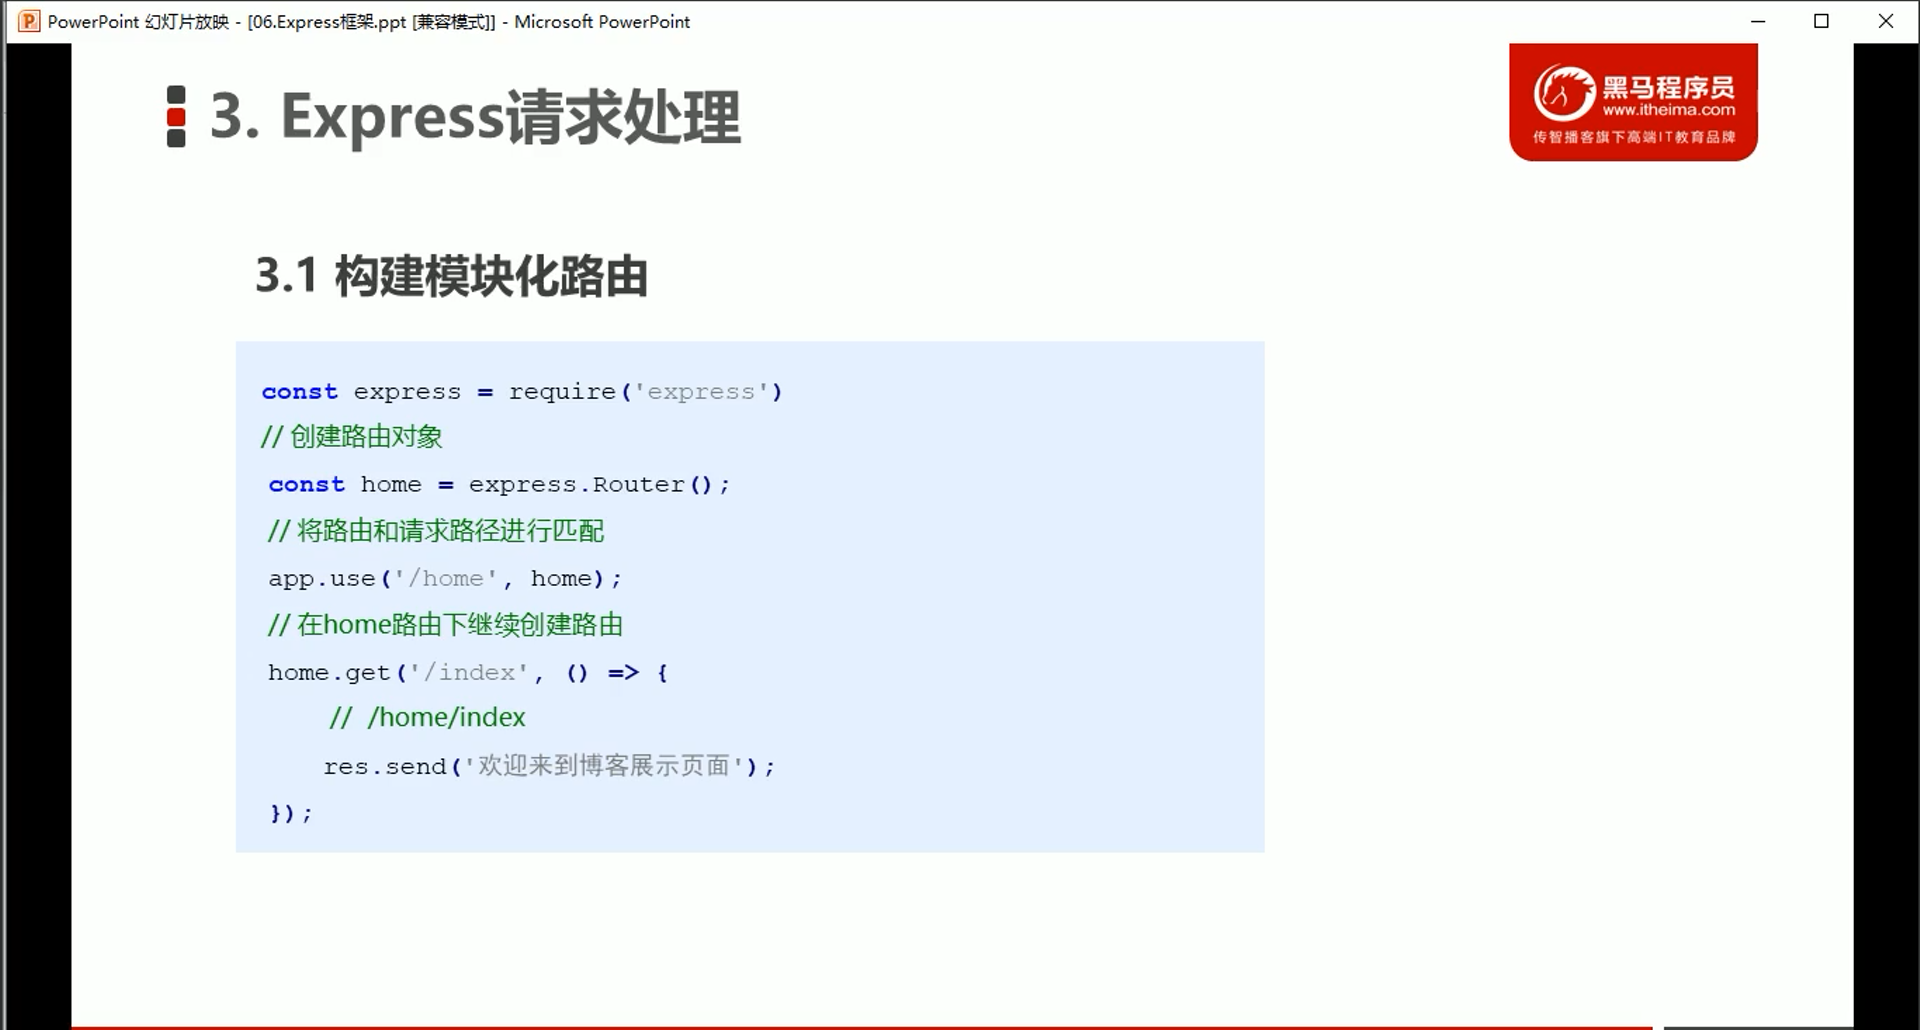 PowerPoint 幻灯片放映 - [06.Express框架.ppt [兼容模式]] - Microsoft PowerPoint
3. Express请求处理
黑马程序员
www.itheima.com
传智播客旗下高端IT教育品牌
3.1 构建模块化路由
const express = require('express')
// 创建路由对象
const home = express.Router();
// 将路由和请求路径进行匹配
app.use('/home', home);
// 在home路由下继续创建路由
home.get('/index', () => {
// /home/index
res.send('欢迎来到博客展示页面');
});